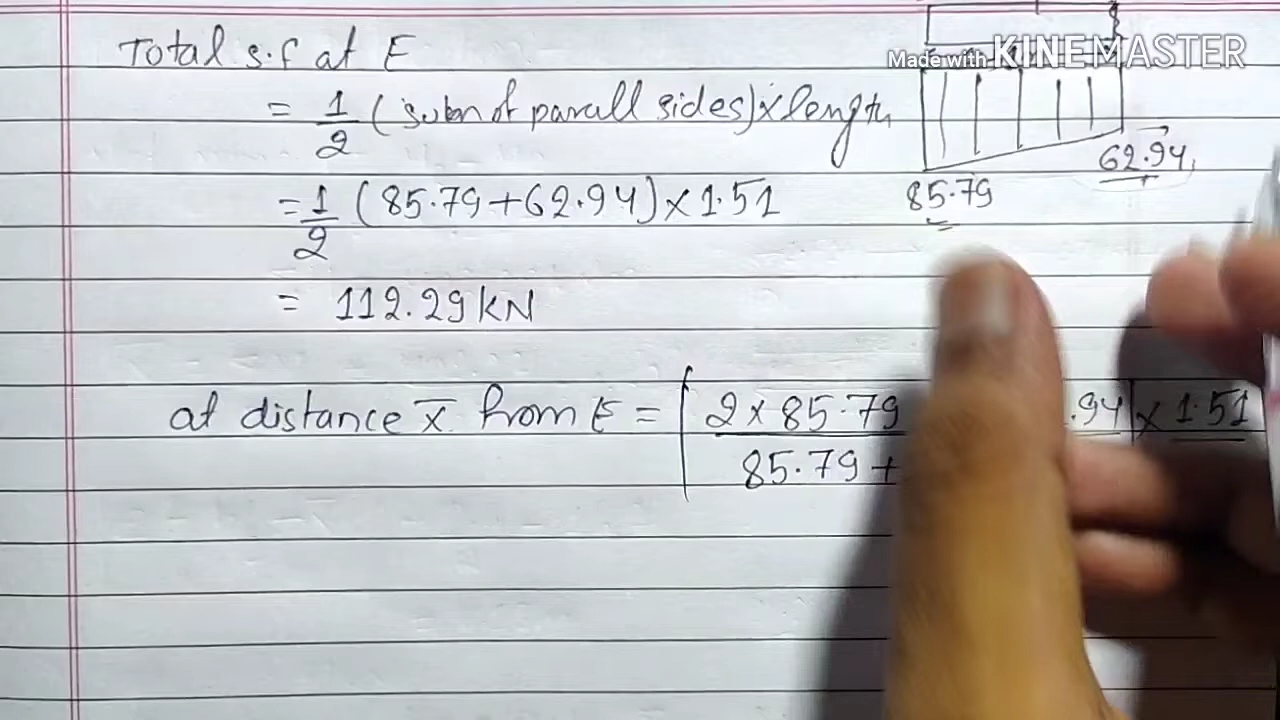 Total s.f at E
Made with KINEMASTER
= 1/2 (sum of parall sides) x length
62.94
85.79
= 1/2 (85.79 + 62.94) x 1.51
= 112.29 kN
at distance x̅ from E = [ 2 x 85.79 .94 x 1.51
85.79 +